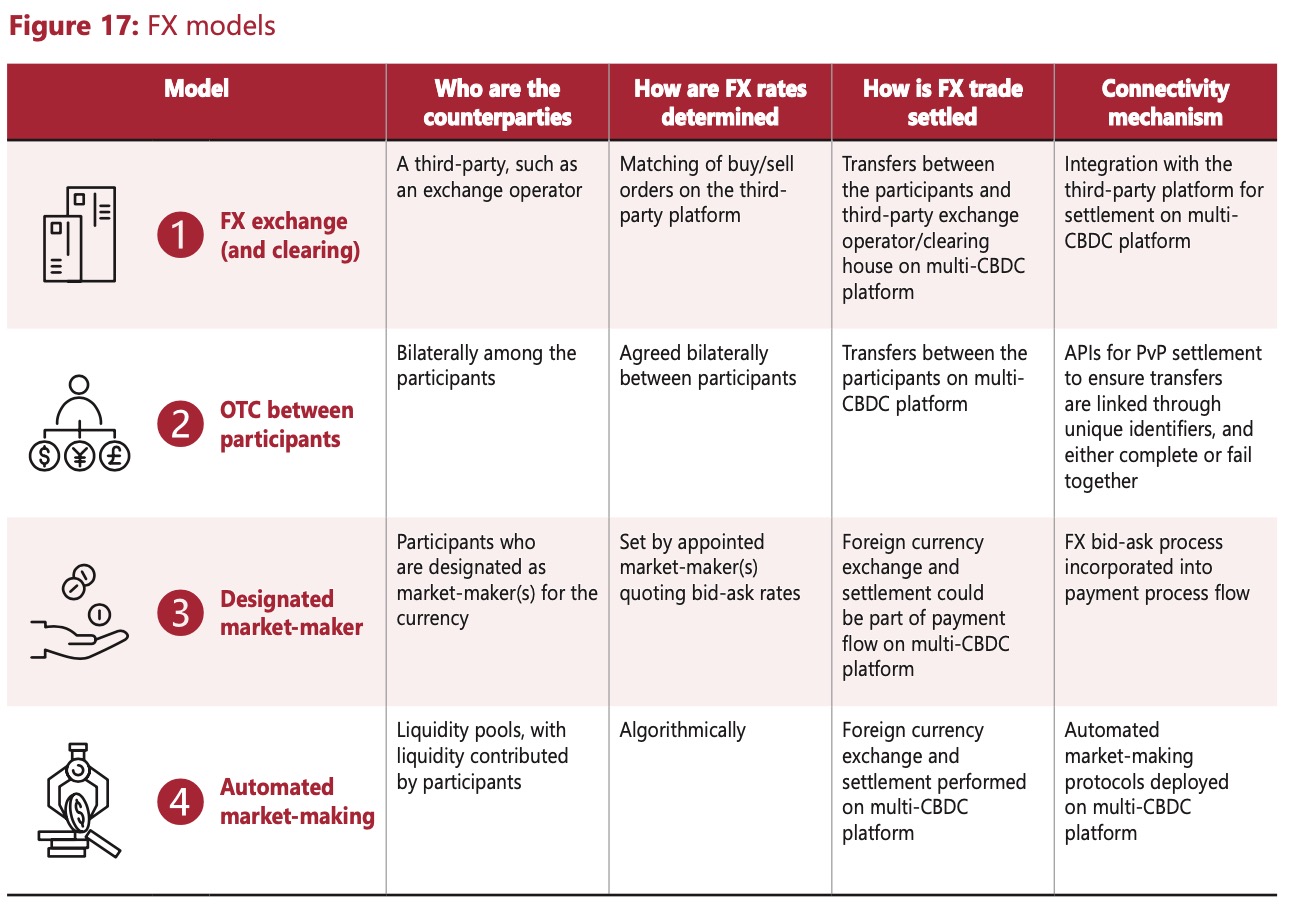 Figure 17: FX models
Model
Who are the
counterparties
How are FX rates
determined
How is FX trade
settled
Connectivity
mechanism
1
FX exchange
(and clearing)
A third-party, such as
an exchange operator
Matching of buy/sell
orders on the third-
party platform
Transfers between
the participants and
third-party exchange
operator/clearing
house on multi-CBDC
platform
Integration with the
third-party platform for
settlement on multi-
CBDC platform
$ ¥ £
2
OTC between
participants
Bilaterally among the
participants
Agreed bilaterally
between participants
Transfers between the
participants on multi-
CBDC platform
APIs for PvP settlement
to ensure transfers
are linked through
unique identifiers, and
either complete or fail
together
3
Designated
market-maker
Participants who
are designated as
market-maker(s) for the
currency
Set by appointed
market-maker(s)
quoting bid-ask rates
Foreign currency
exchange and
settlement could
be part of payment
flow on multi-CBDC
platform
FX bid-ask process
incorporated into
payment process flow
$
4
Automated
market-making
Liquidity pools, with
liquidity contributed
by participants
Algorithmically
Foreign currency
exchange and
settlement performed
on multi-CBDC
platform
Automated
market-making
protocols deployed
on multi-CBDC
platform